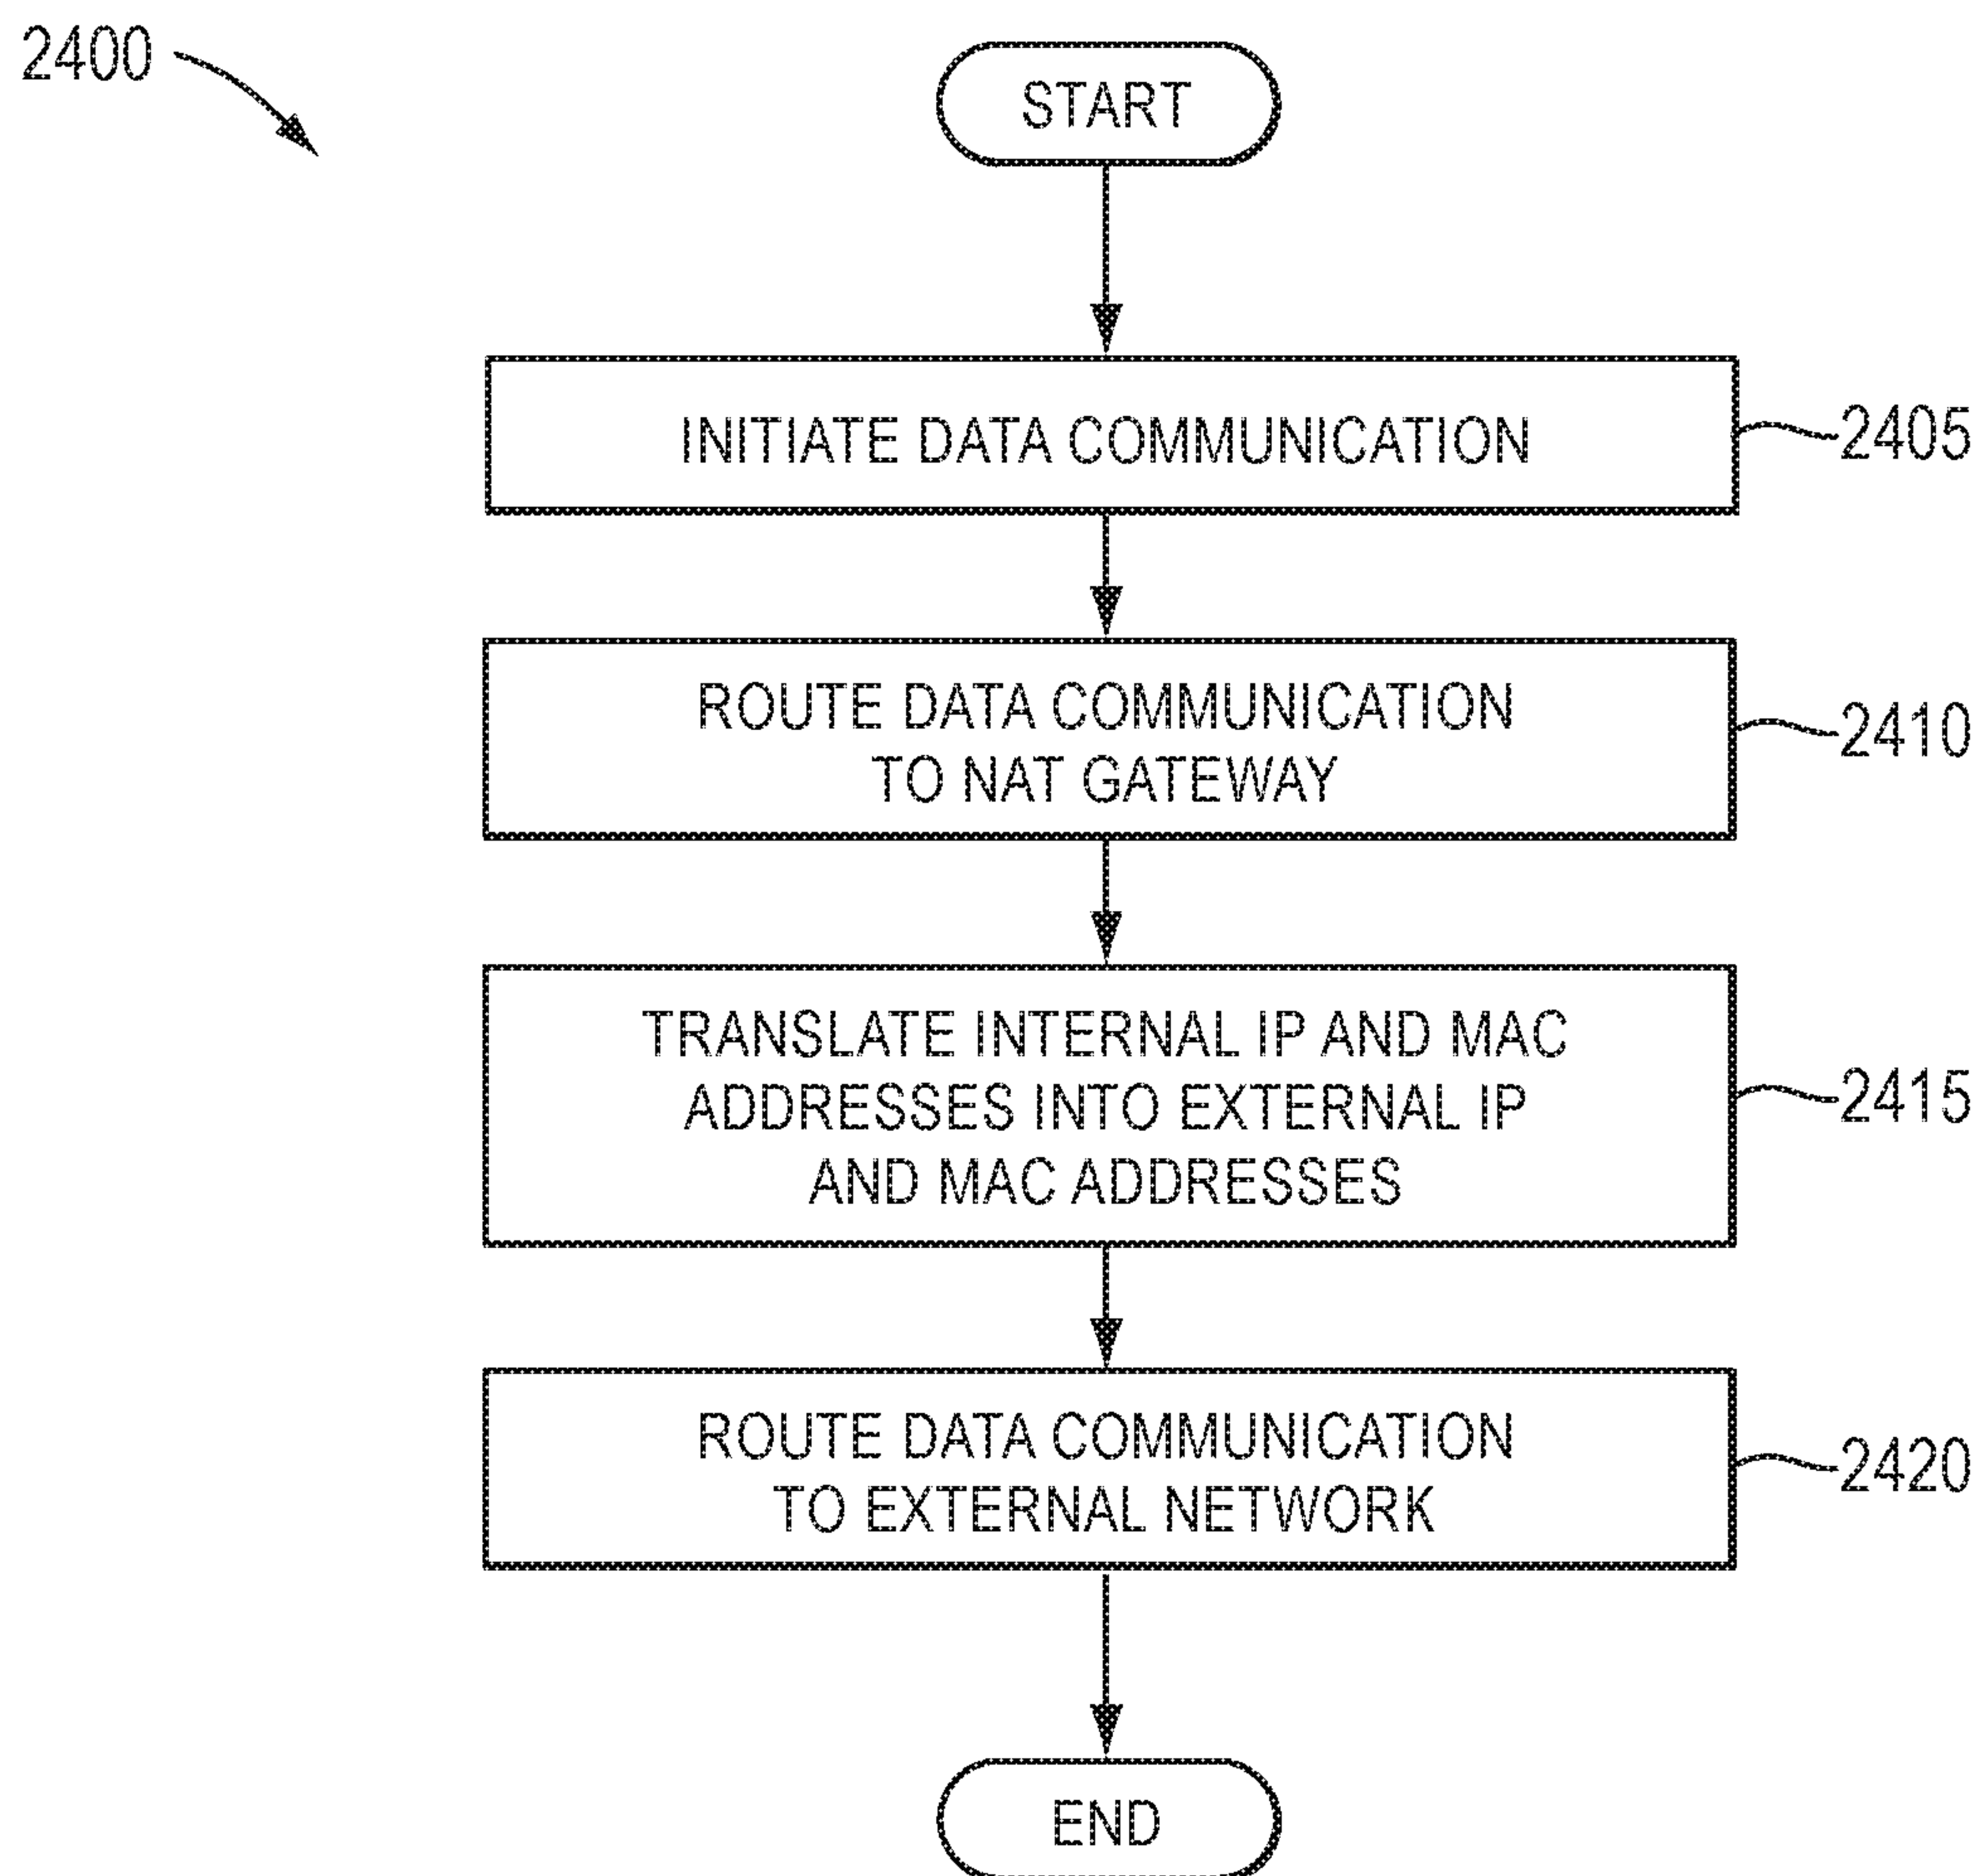 2400
START
INITIATE DATA COMMUNICATION
2405
ROUTE DATA COMMUNICATION
TO NAT GATEWAY
2410
TRANSLATE INTERNAL IP AND MAC
ADDRESSES INTO EXTERNAL IP
AND MAC ADDRESSES
2415
ROUTE DATA COMMUNICATION
TO EXTERNAL NETWORK
2420
END